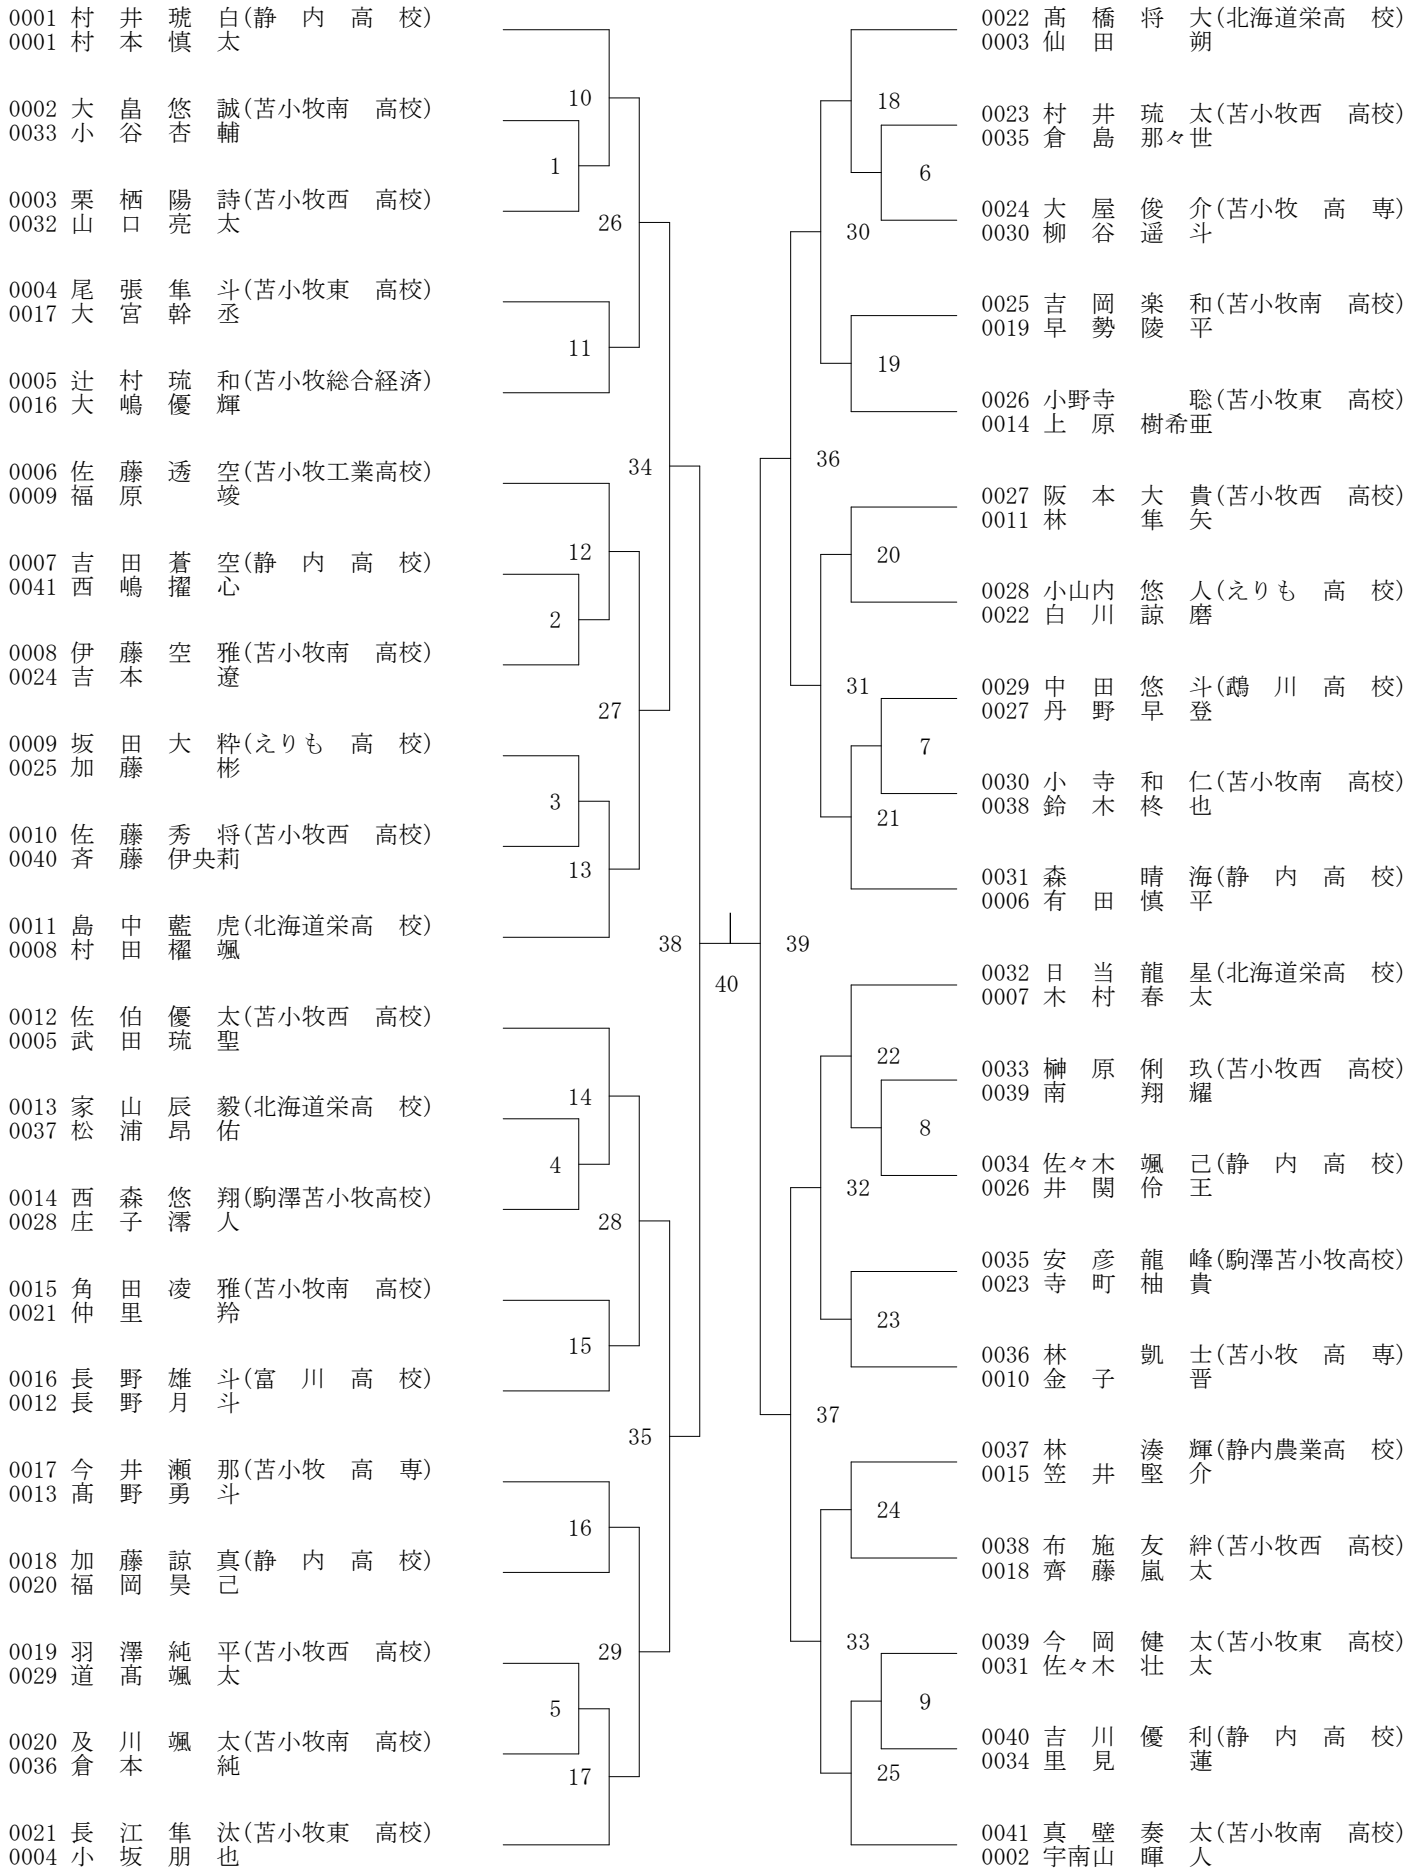 0001 村 井 琥 白(静 内 高 校)
0001 村 本 慎 太
10
0002 大 畠 悠 誠(苫小牧南 高校)
0033 小 谷 杏 輔
1
0003 栗 栖 陽 詩(苫小牧西 高校)
0032 山 口 亮 太
26
0004 尾 張 隼 斗(苫小牧東 高校)
0017 大 宮 幹 丞
11
0005 辻 村 琉 和(苫小牧総合経済)
0016 大 嶋 優 輝
34
0006 佐 藤 透 空(苫小牧工業高校)
0009 福 原 竣
12
0007 吉 田 蒼 空(静 内 高 校)
0041 西 嶋 擢 心
2
0008 伊 藤 空 雅(苫小牧南 高校)
0024 吉 本 遼
27
0009 坂 田 大 粋(えりも 高 校)
0025 加 藤 彬
3
0010 佐 藤 秀 将(苫小牧西 高校)
0040 斉 藤 伊央莉
13
0011 島 中 藍 虎(北海道栄高 校)
0008 村 田 櫂 颯
38
40
0012 佐 伯 優 太(苫小牧西 高校)
0005 武 田 琉 聖
14
0013 家 山 辰 毅(北海道栄高 校)
0037 松 浦 昂 佑
4
0014 西 森 悠 翔(駒澤苫小牧高校)
0028 庄 子 澪 人
28
0015 角 田 凌 雅(苫小牧南 高校)
0021 仲 里 羚
15
0016 長 野 雄 斗(富 川 高 校)
0012 長 野 月 斗
35
0017 今 井 瀬 那(苫小牧 高 専)
0013 髙 野 勇 斗
16
0018 加 藤 諒 真(静 内 高 校)
0020 福 岡 昊 己
29
0019 羽 澤 純 平(苫小牧西 高校)
0029 道 髙 颯 太
5
0020 及 川 颯 太(苫小牧南 高校)
0036 倉 本 純
17
0021 長 江 隼 汰(苫小牧東 高校)
0004 小 坂 朋 也
0022 髙 橋 将 大(北海道栄高 校)
0003 仙 田 朔
18
0023 村 井 琉 太(苫小牧西 高校)
0035 倉 島 那々世
6
0024 大 屋 俊 介(苫小牧 高 専)
0030 柳 谷 遥 斗
30
0025 吉 岡 楽 和(苫小牧南 高校)
0019 早 勢 陵 平
19
0026 小野寺 聡(苫小牧東 高校)
0014 上 原 樹希亜
36
0027 阪 本 大 貴(苫小牧西 高校)
0011 林 隼 矢
20
0028 小山内 悠 人(えりも 高 校)
0022 白 川 諒 磨
31
0029 中 田 悠 斗(鵡 川 高 校)
0027 丹 野 早 登
7
0030 小 寺 和 仁(苫小牧南 高校)
0038 鈴 木 柊 也
21
0031 森 晴 海(静 内 高 校)
0006 有 田 慎 平
39
0032 日 当 龍 星(北海道栄高 校)
0007 木 村 春 太
22
0033 榊 原 俐 玖(苫小牧西 高校)
0039 南 翔 耀
8
0034 佐々木 颯 己(静 内 高 校)
0026 井 関 伶 王
32
0035 安 彦 龍 峰(駒澤苫小牧高校)
0023 寺 町 柚 貴
23
0036 林 凱 士(苫小牧 高 専)
0010 金 子 晋
37
0037 林 湊 輝(静内農業高 校)
0015 笠 井 堅 介
24
0038 布 施 友 絆(苫小牧西 高校)
0018 齊 藤 嵐 太
33
0039 今 岡 健 太(苫小牧東 高校)
0031 佐々木 壮 太
9
0040 吉 川 優 利(静 内 高 校)
0034 里 見 蓮
25
0041 真 壁 奏 太(苫小牧南 高校)
0002 宇南山 暉 人